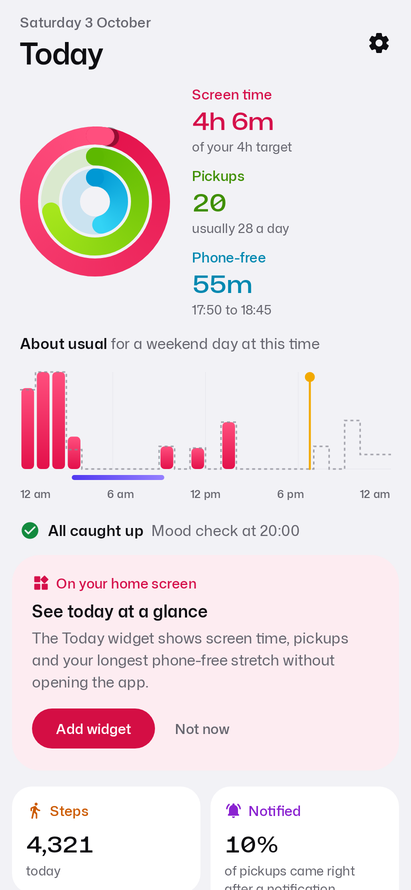 Saturday 3 October
Today
Screen time
4h 6m
of your 4h target
Pickups
20
usually 28 a day
Phone-free
55m
17:50 to 18:45
About usual for a weekend day at this time
12 am 6 am 12 pm 6 pm 12 am
All caught up Mood check at 20:00
On your home screen
See today at a glance
The Today widget shows screen time, pickups
and your longest phone-free stretch without
opening the app.
Add widget Not now
Steps
4,321
today
Notified
10%
of pickups came right
after a notification